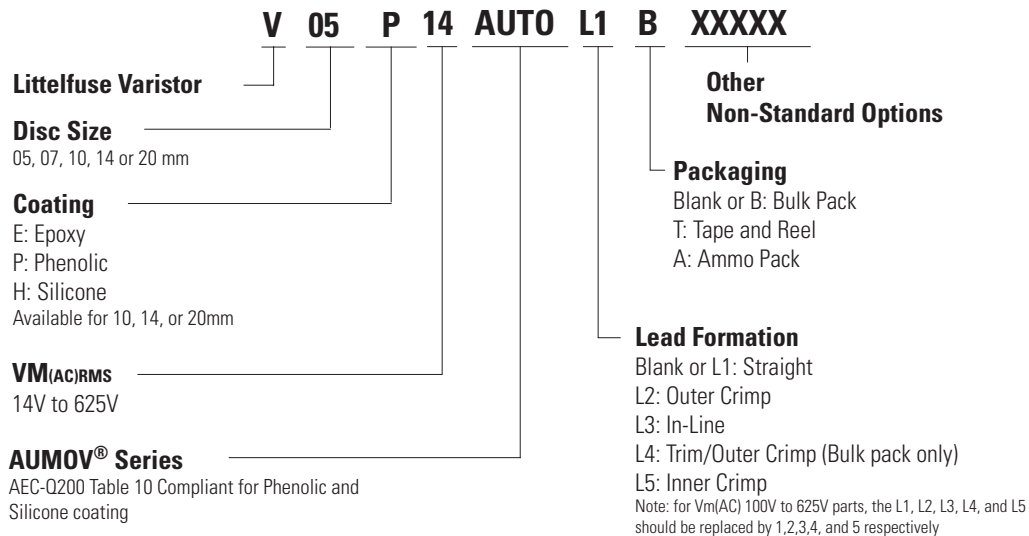 V 05 P 14 AUTO L1 B XXXXX
Littelfuse Varistor
Disc Size
05, 07, 10, 14 or 20 mm
Coating
E: Epoxy
P: Phenolic
H: Silicone
Available for 10, 14, or 20mm
VM(AC)RMS
14V to 625V
AUMOV® Series
AEC-Q200 Table 10 Compliant for Phenolic and
Silicone coating
Other
Non-Standard Options
Packaging
Blank or B: Bulk Pack
T: Tape and Reel
A: Ammo Pack
Lead Formation
Blank or L1: Straight
L2: Outer Crimp
L3: In-Line
L4: Trim/Outer Crimp (Bulk pack only)
L5: Inner Crimp
Note: for Vm(AC) 100V to 625V parts, the L1, L2, L3, L4, and L5
should be replaced by 1,2,3,4, and 5 respectively